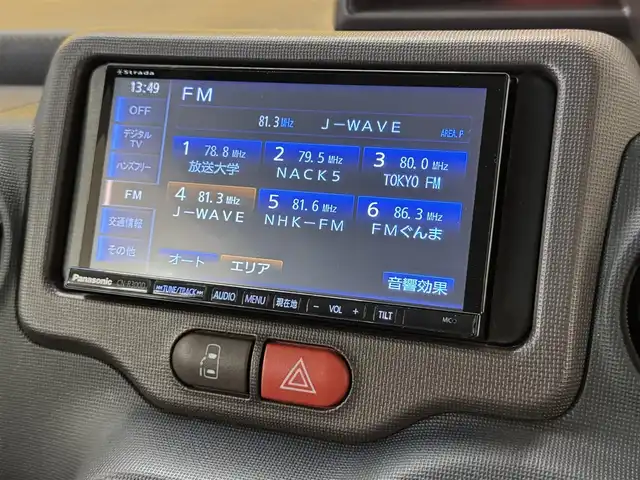 Strada
13:49
FM
81.3MHz J-WAVE AREA.P
OFF
デジタル
TV
ハンズフリー
FM
交通情報
その他
1 78.8 MHz
放送大学
2 79.5 MHz
NACK5
3 80.0 MHz
TOKYO FM
4 81.3 MHz
J-WAVE
5 81.6 MHz
NHK-FM
6 86.3 MHz
FMぐんま
オート
エリア
音響効果
Panasonic
TUNE/TRACK
AUDIO
MENU
現在地
− VOL +
TILT
MIC